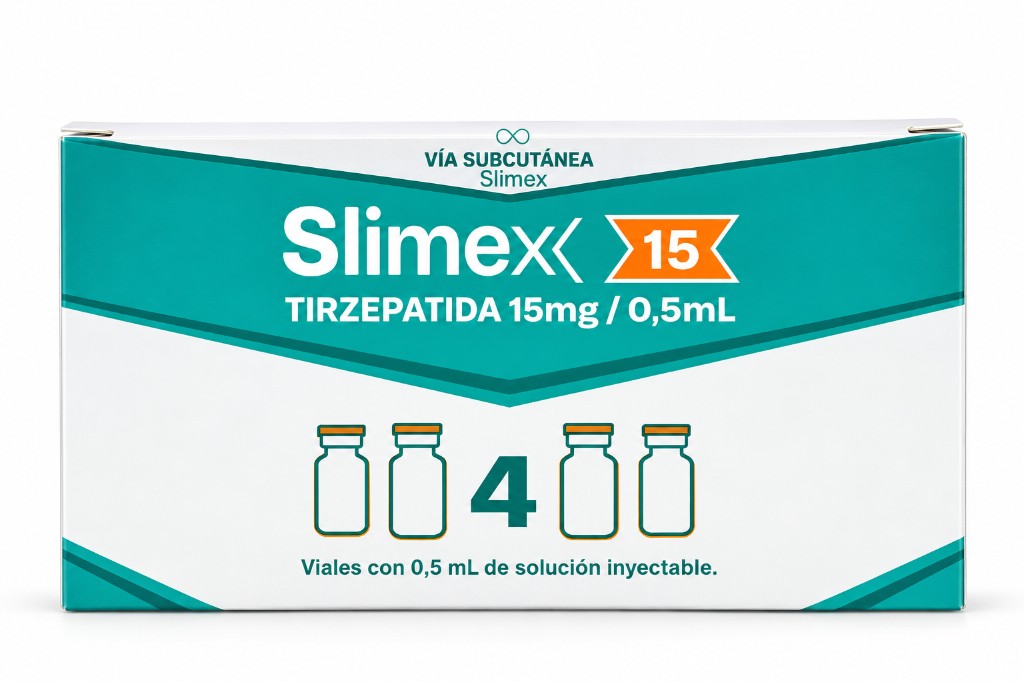 VÍA SUBCUTÁNEA
Slimex
Slimex 15
TIRZEPATIDA 15mg / 0,5mL
4
Viales con 0,5 mL de solución inyectable.